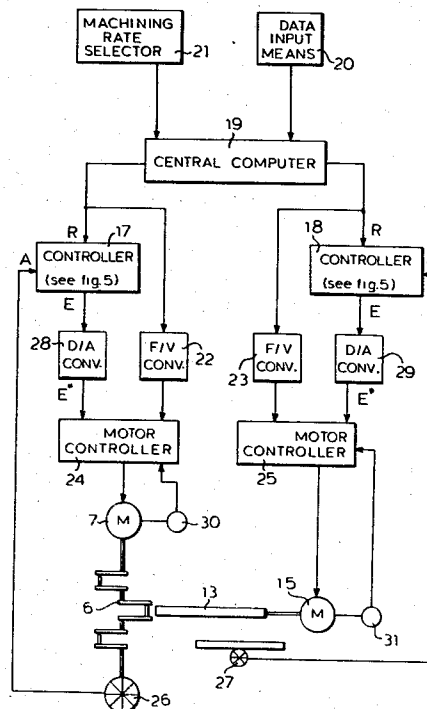 MACHINING
RATE
SELECTOR
21
DATA
INPUT
MEANS
20
19
CENTRAL COMPUTER
R
17
A
CONTROLLER
(see fig.5)
E
R
18
CONTROLLER
(see fig.5)
E
28
D/A
CONV.
F/V
CONV.
22
F/V
CONV.
23
D/A
CONV.
29
E*
E*
MOTOR
CONTROLLER
24
MOTOR
CONTROLLER
25
7
M
30
6
13
15
M
31
26
27